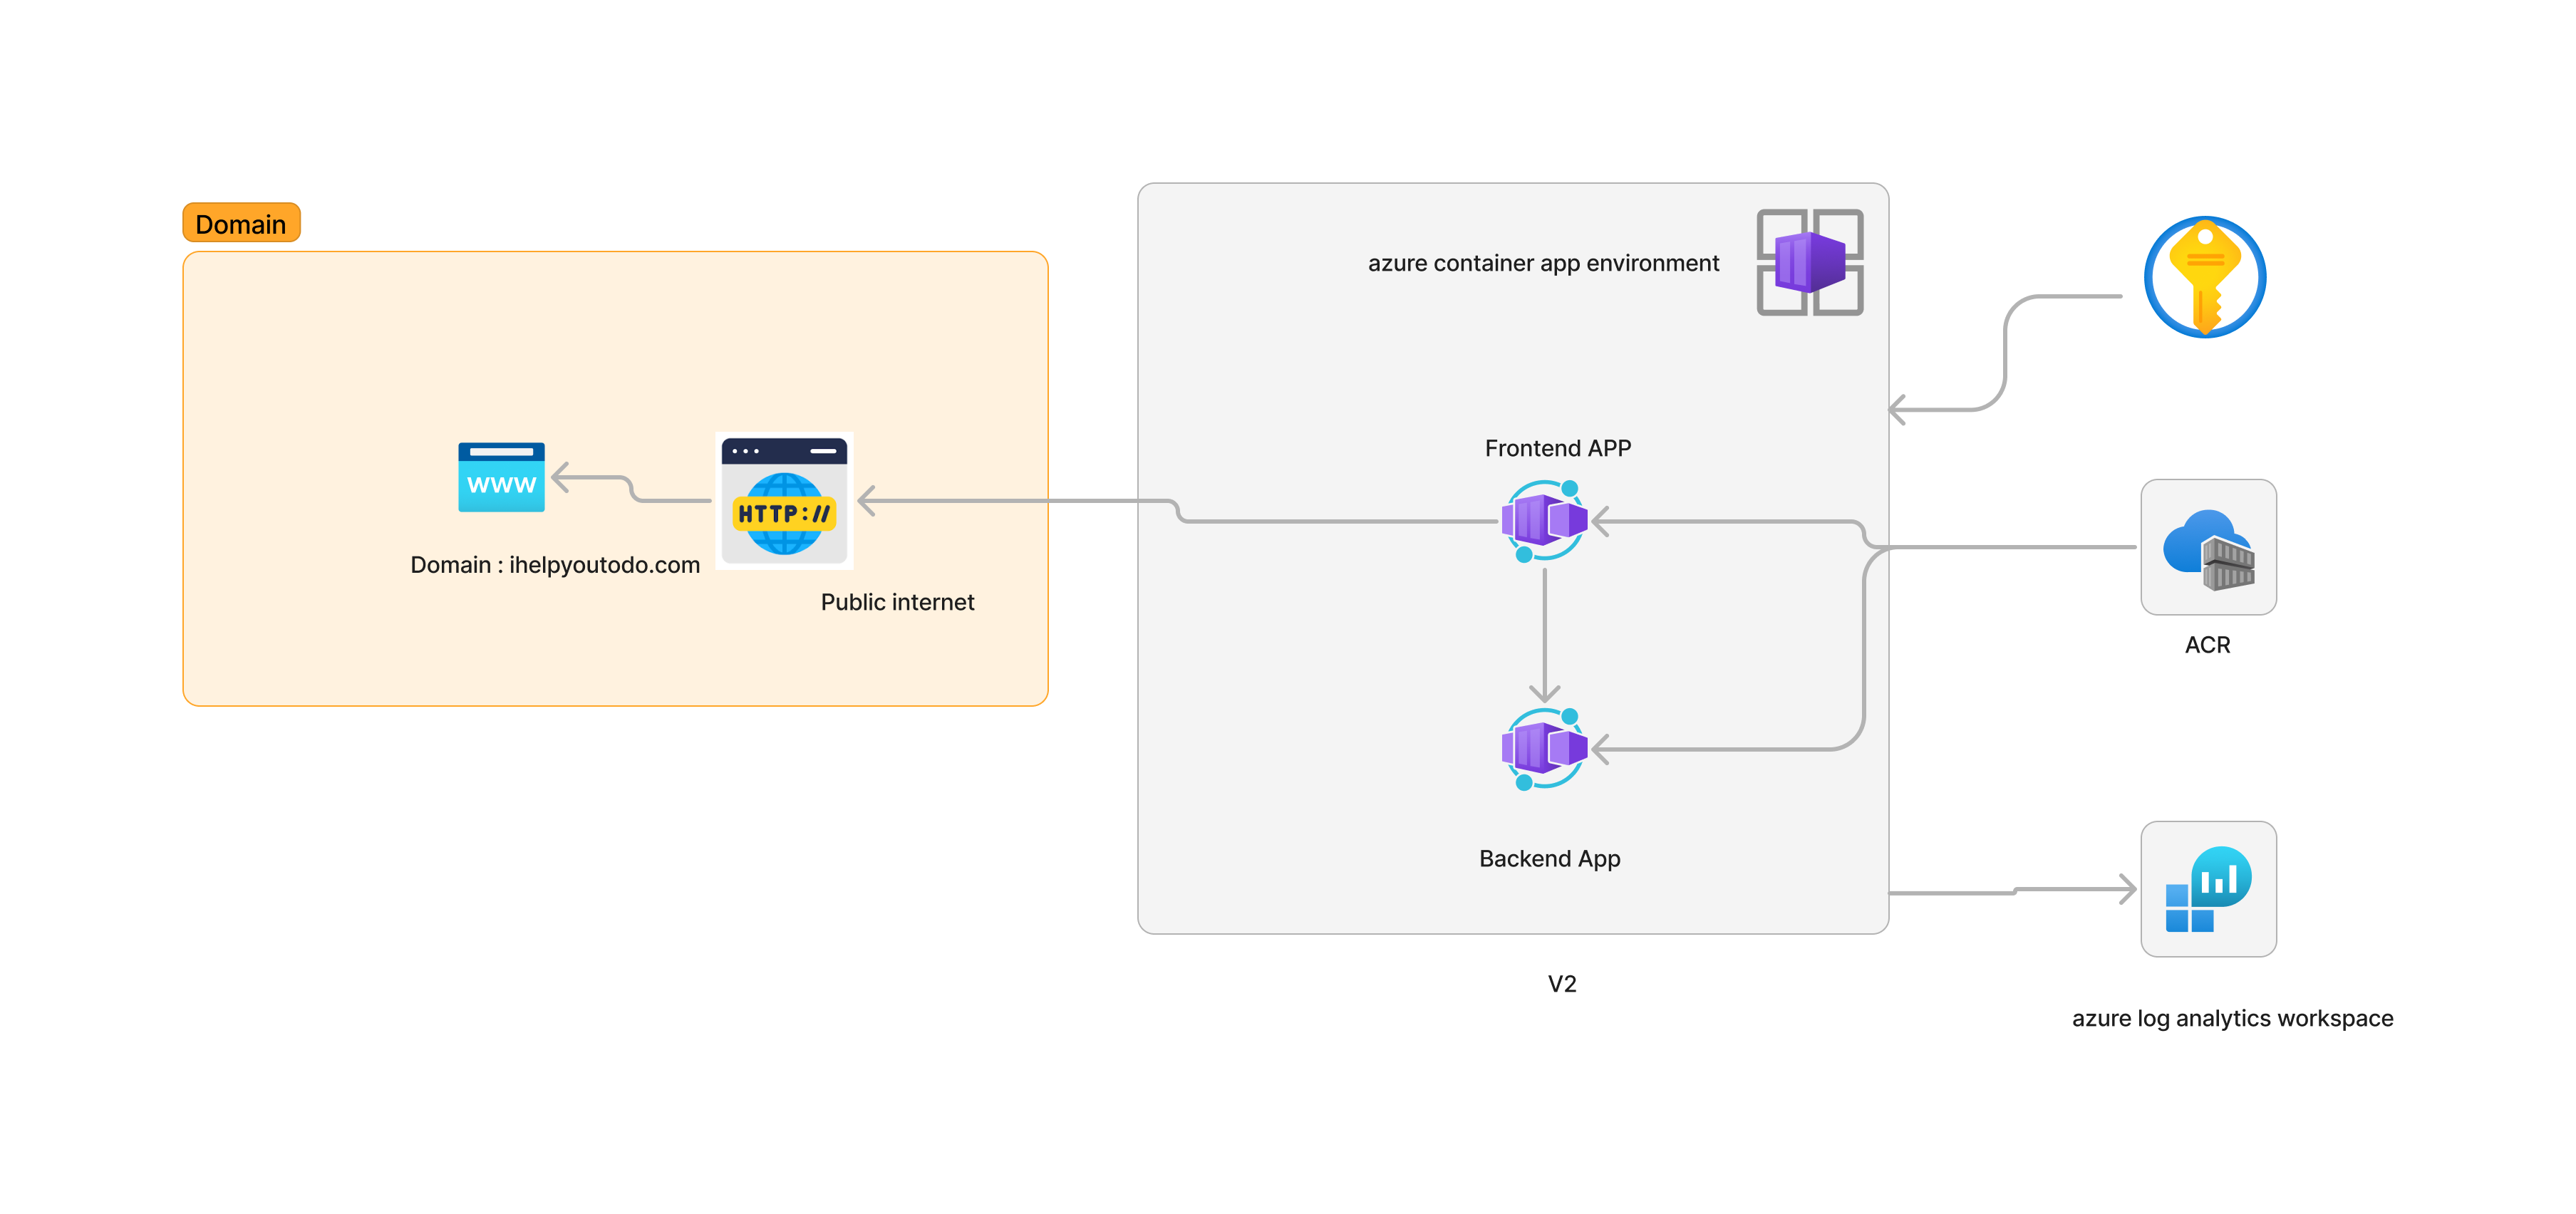 Domain
azure container app environment
Frontend APP
www
HTTP://
Domain : ihelpyoutodo.com
Public internet
ACR
Backend App
V2
azure log analytics workspace